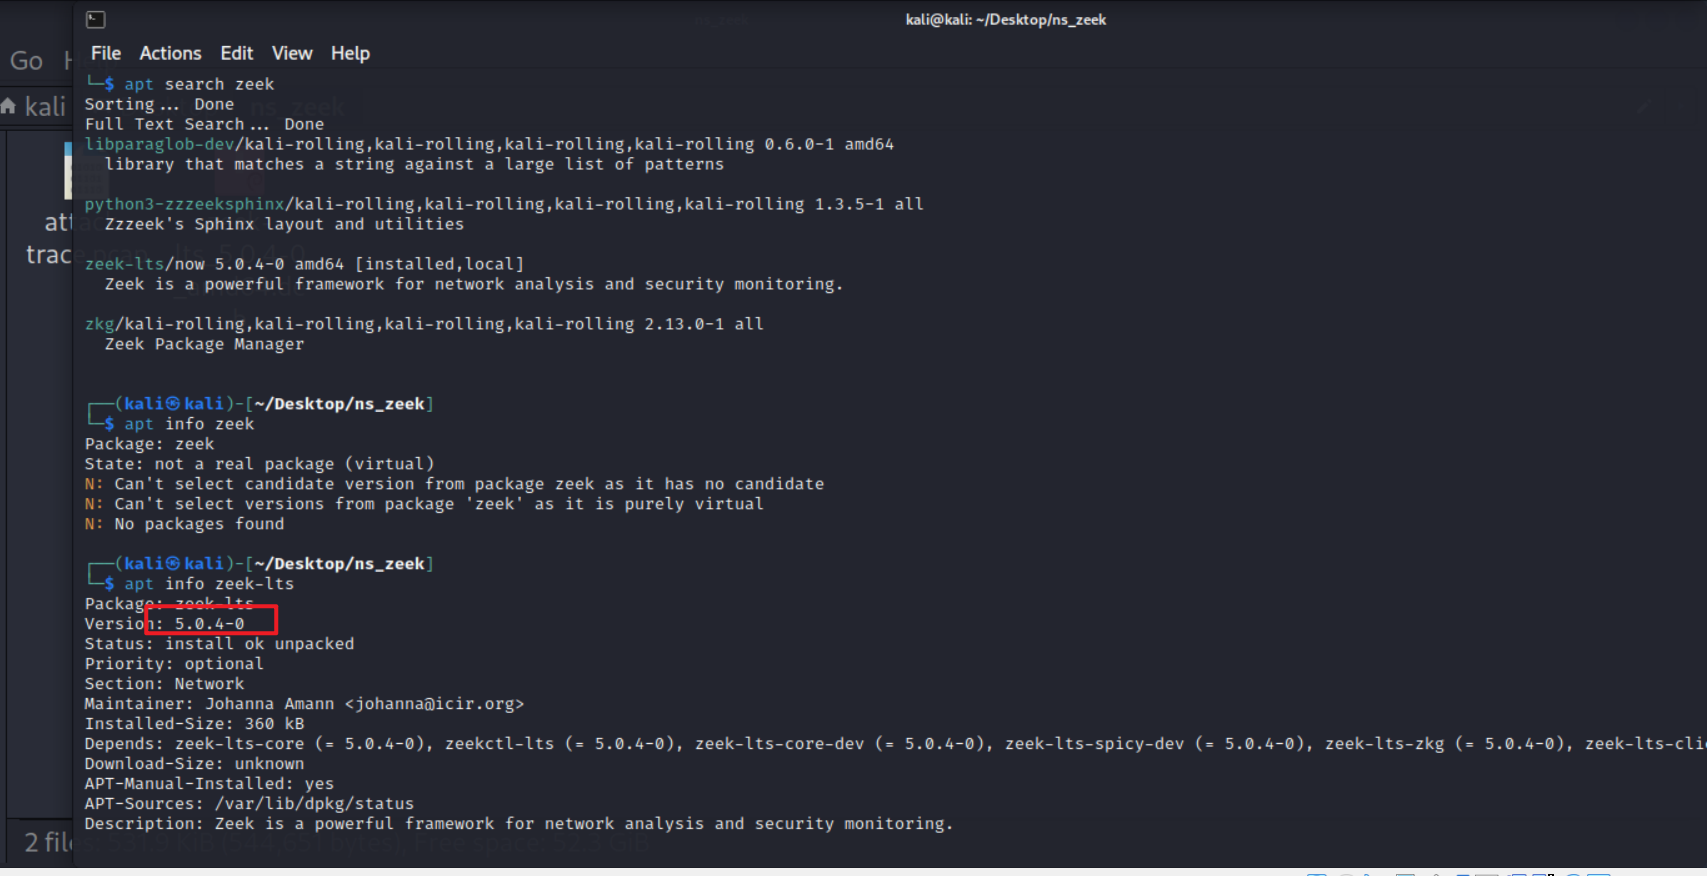 kali@kali: ~/Desktop/ns_zeek
File Actions Edit View Help
Go
kali
└─$ apt search zeek
Sorting... Done
Full Text Search... Done
libparaglob-dev/kali-rolling,kali-rolling,kali-rolling,kali-rolling 0.6.0-1 amd64
library that matches a string against a large list of patterns
python3-zzzeeksphinx/kali-rolling,kali-rolling,kali-rolling,kali-rolling 1.3.5-1 all
Zzzeek's Sphinx layout and utilities
zeek-lts/now 5.0.4-0 amd64 [installed,local]
Zeek is a powerful framework for network analysis and security monitoring.
zkg/kali-rolling,kali-rolling,kali-rolling,kali-rolling 2.13.0-1 all
Zeek Package Manager
┌──(kali㉿kali)-[~/Desktop/ns_zeek]
└─$ apt info zeek
Package: zeek
State: not a real package (virtual)
N: Can't select candidate version from package zeek as it has no candidate
N: Can't select versions from package 'zeek' as it is purely virtual
N: No packages found
┌──(kali㉿kali)-[~/Desktop/ns_zeek]
└─$ apt info zeek-lts
Package: zeek-lts
Version: 5.0.4-0
Status: install ok unpacked
Priority: optional
Section: Network
Maintainer: Johanna Amann <johanna@icir.org>
Installed-Size: 360 kB
Depends: zeek-lts-core (= 5.0.4-0), zeekctl-lts (= 5.0.4-0), zeek-lts-core-dev (= 5.0.4-0), zeek-lts-spicy-dev (= 5.0.4-0), zeek-lts-zkg (= 5.0.4-0), zeek-lts-cli
Download-Size: unknown
APT-Manual-Installed: yes
APT-Sources: /var/lib/dpkg/status
Description: Zeek is a powerful framework for network analysis and security monitoring.
att
trace
2 files